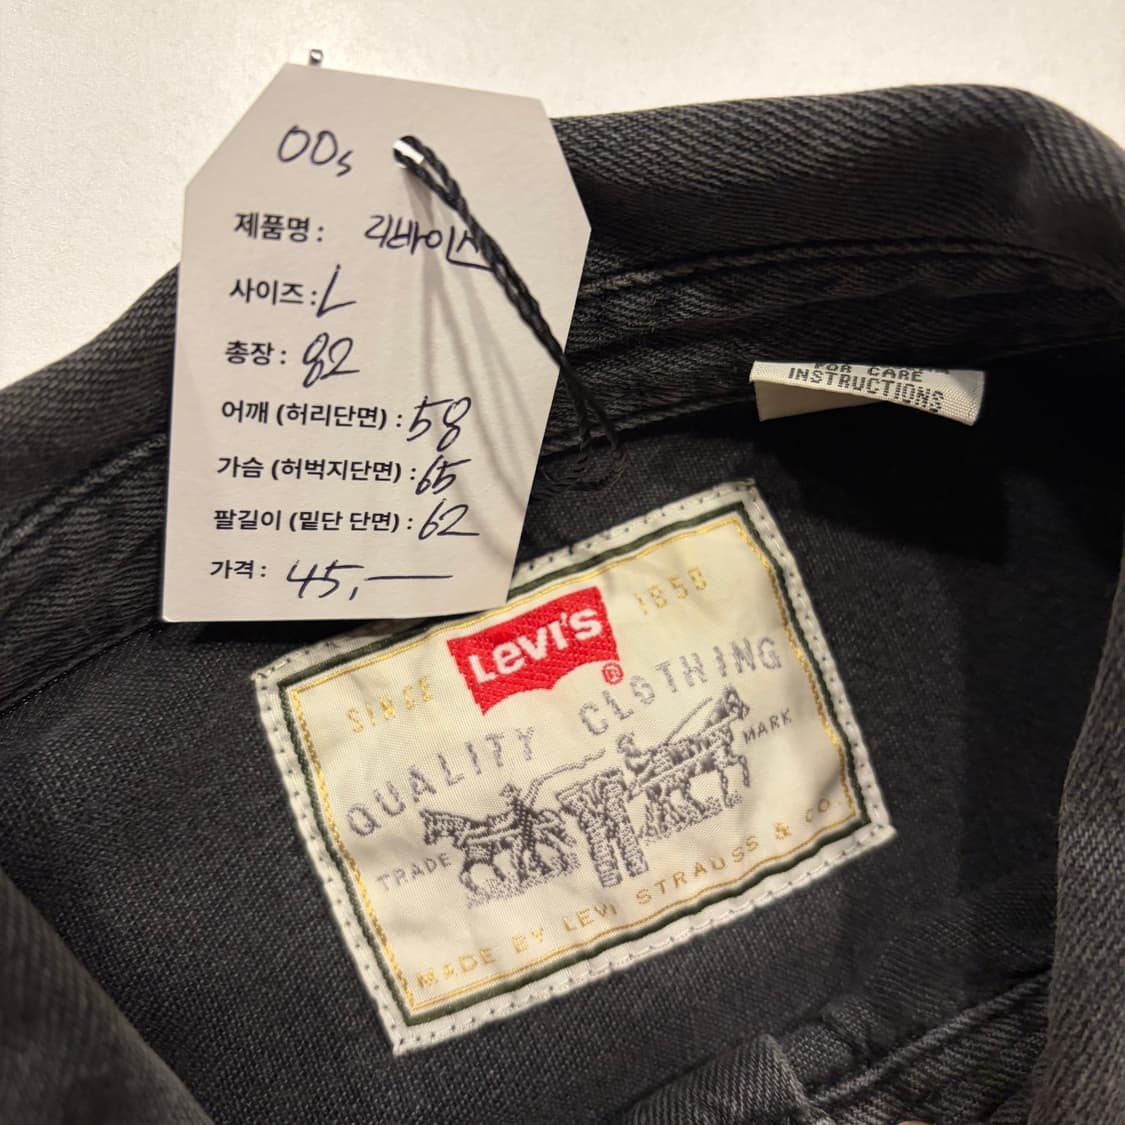 00s
제품명 : 리바이스
사이즈 : L
총장 : 82
어깨 (허리단면) : 58
가슴 (허벅지단면) : 65
팔길이 (밑단 단면) : 62
가격 : 45,—
FOR CARE
INSTRUCTIONS
Levi's ®
SINCE 1850
QUALITY CLOTHING
TRADE MARK
MADE BY LEVI STRAUSS & CO.